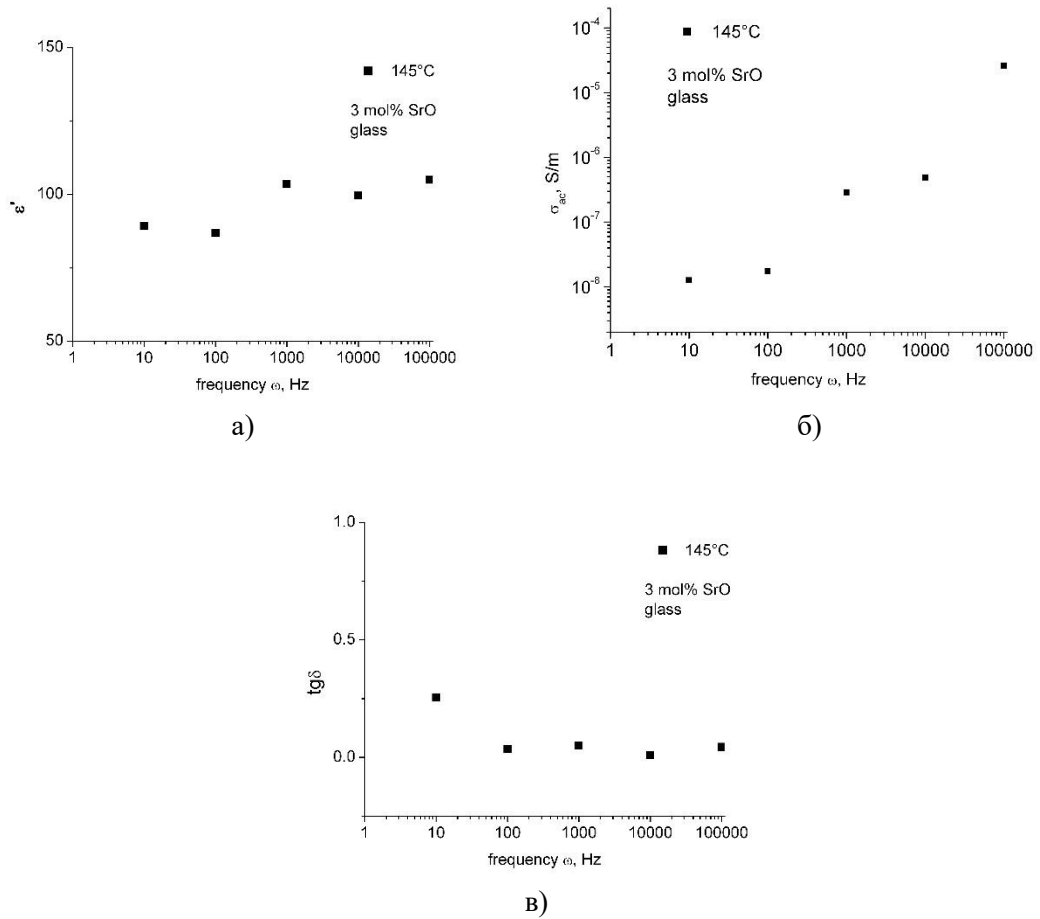 150
100
50
ε'
145°C
3 mol% SrO
glass
1 10 100 1000 10000 100000
frequency ω, Hz
а)
10⁻⁴
10⁻⁵
10⁻⁶
10⁻⁷
10⁻⁸
σac, S/m
145°C
3 mol% SrO
glass
1 10 100 1000 10000 100000
frequency ω, Hz
б)
1.0
0.5
0.0
tgδ
145°C
3 mol% SrO
glass
1 10 100 1000 10000 100000
frequency ω, Hz
в)